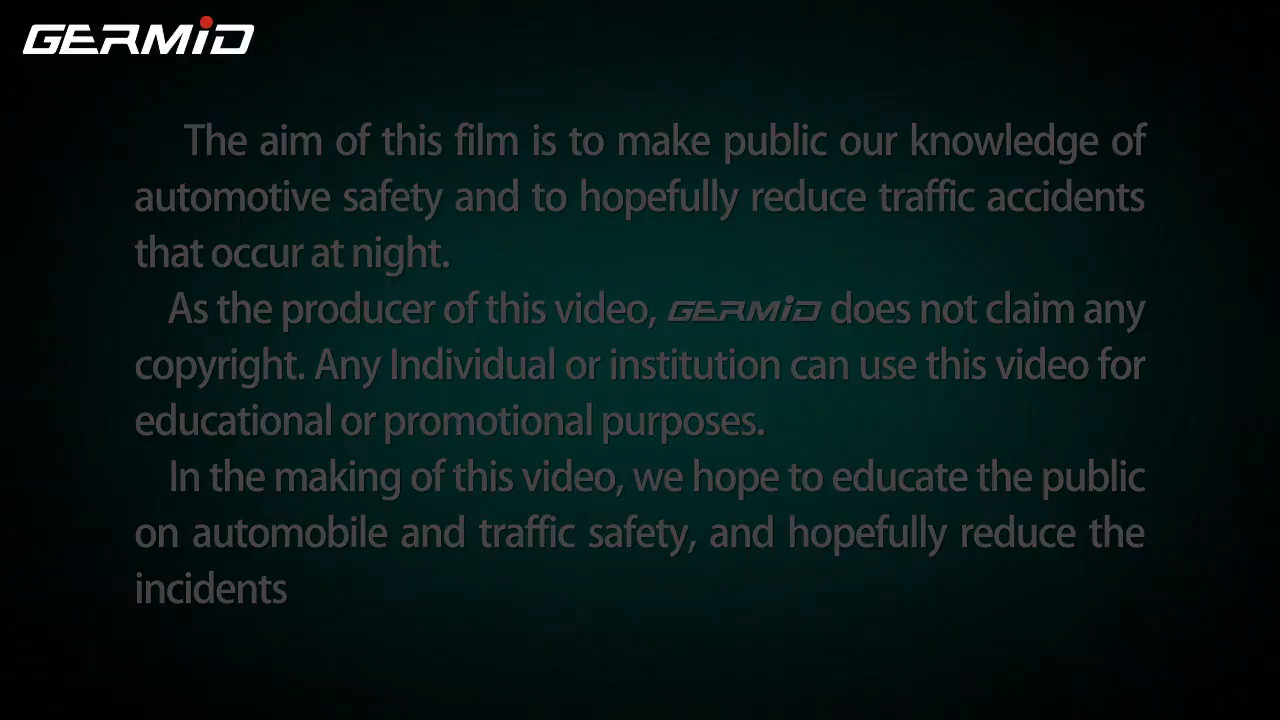 GERMID
The aim of this film is to make public our knowledge of
automotive safety and to hopefully reduce traffic accidents
that occur at night.
As the producer of this video, GERMID does not claim any
copyright. Any Individual or institution can use this video for
educational or promotional purposes.
In the making of this video, we hope to educate the public
on automobile and traffic safety, and hopefully reduce the
incidents